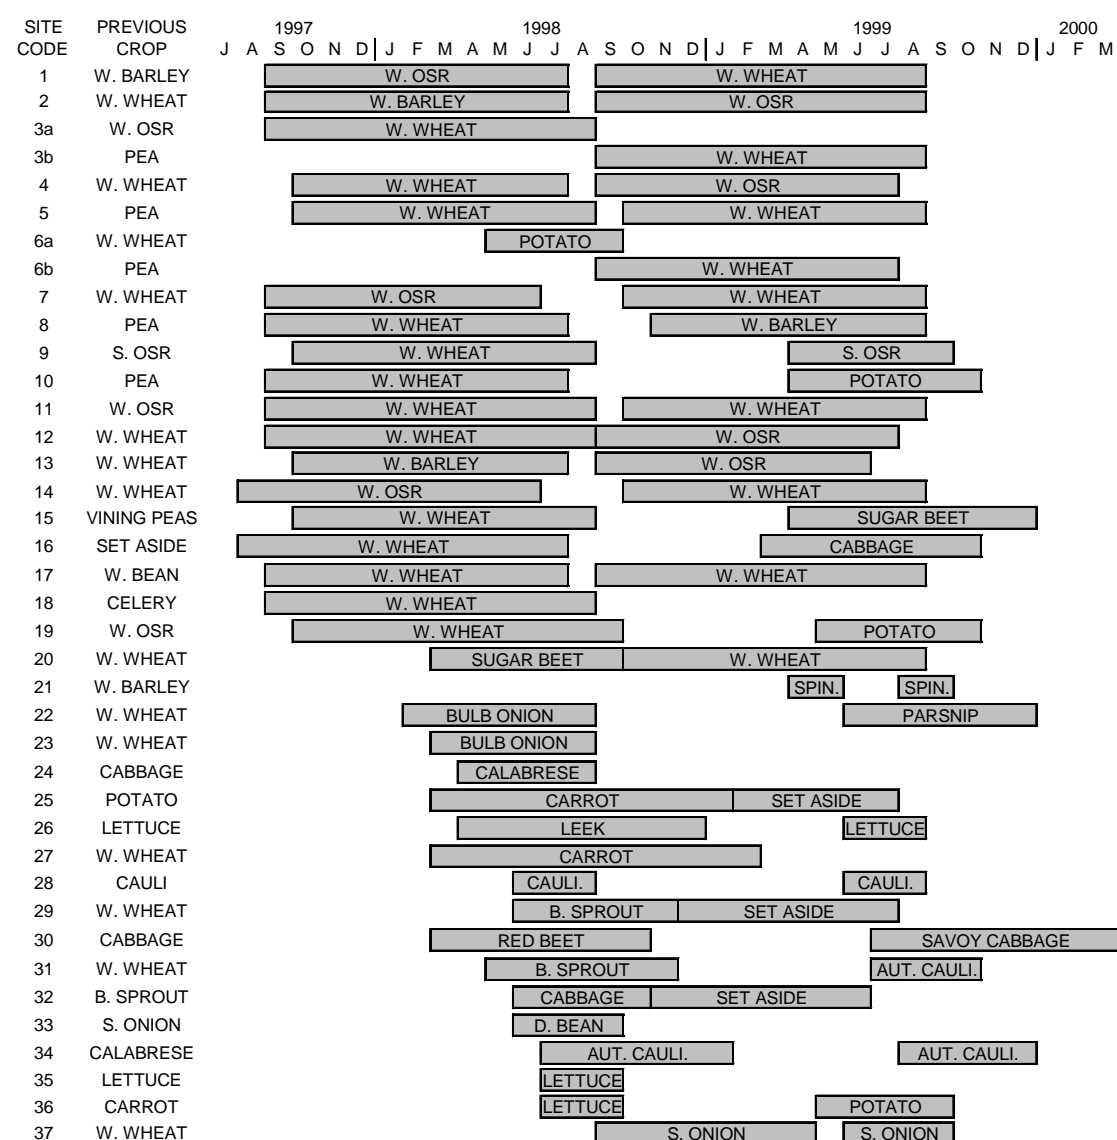 SITE PREVIOUS 1997 1998 1999 2000
CODE CROP J A S O N D J F M A M J J A S O N D J F M A M J J A S O N D J F M
1 W. BARLEY W. OSR W. WHEAT
2 W. WHEAT W. BARLEY W. OSR
3a W. OSR W. WHEAT
3b PEA W. WHEAT
4 W. WHEAT W. WHEAT W. OSR
5 PEA W. WHEAT W. WHEAT
6a W. WHEAT POTATO
6b PEA W. WHEAT
7 W. WHEAT W. OSR W. WHEAT
8 PEA W. WHEAT W. BARLEY
9 S. OSR W. WHEAT S. OSR
10 PEA W. WHEAT POTATO
11 W. OSR W. WHEAT W. WHEAT
12 W. WHEAT W. WHEAT W. OSR
13 W. WHEAT W. BARLEY W. OSR
14 W. WHEAT W. OSR W. WHEAT
15 VINING PEAS W. WHEAT SUGAR BEET
16 SET ASIDE W. WHEAT CABBAGE
17 W. BEAN W. WHEAT W. WHEAT
18 CELERY W. WHEAT
19 W. OSR W. WHEAT POTATO
20 W. WHEAT SUGAR BEET W. WHEAT
21 W. BARLEY SPIN. SPIN.
22 W. WHEAT BULB ONION PARSNIP
23 W. WHEAT BULB ONION
24 CABBAGE CALABRESE
25 POTATO CARROT SET ASIDE
26 LETTUCE LEEK LETTUCE
27 W. WHEAT CARROT
28 CAULI CAULI. CAULI.
29 W. WHEAT B. SPROUT SET ASIDE
30 CABBAGE RED BEET SAVOY CABBAGE
31 W. WHEAT B. SPROUT AUT. CAULI.
32 B. SPROUT CABBAGE SET ASIDE
33 S. ONION D. BEAN
34 CALABRESE AUT. CAULI. AUT. CAULI.
35 LETTUCE LETTUCE
36 CARROT LETTUCE POTATO
37 W. WHEAT S. ONION S. ONION